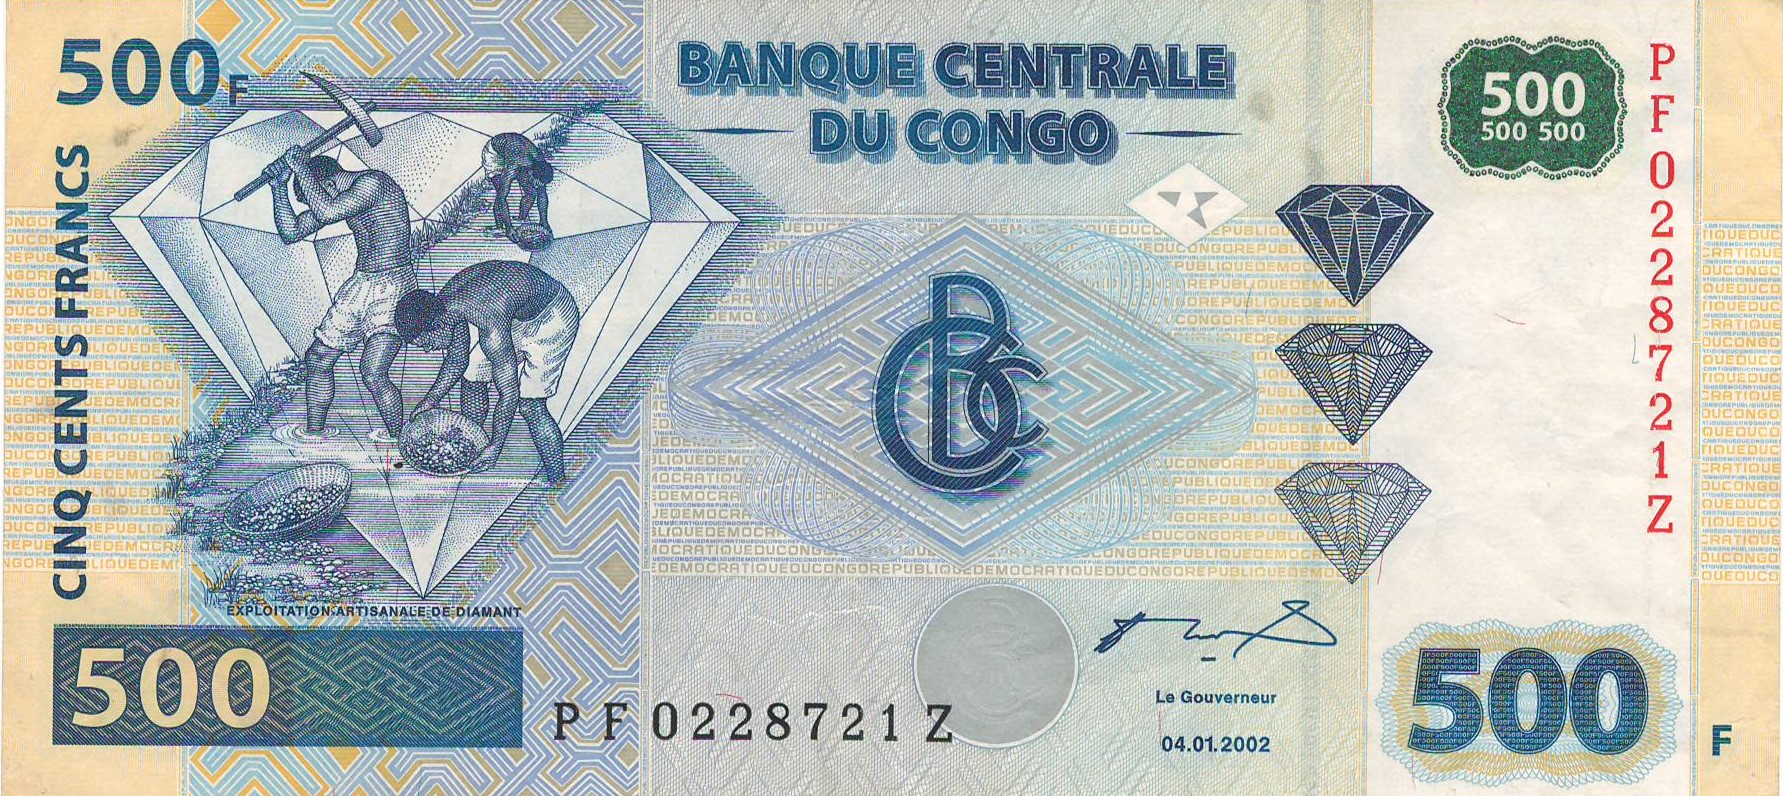 500F
BANQUE CENTRALE
DU CONGO
500
500 500
PF0228721Z
CINQ CENTS FRANCS
BCDC
EXPLOITATION ARTISANALE DE DIAMANT
500
PF0228721Z
Le Gouverneur
04.01.2002
500
F